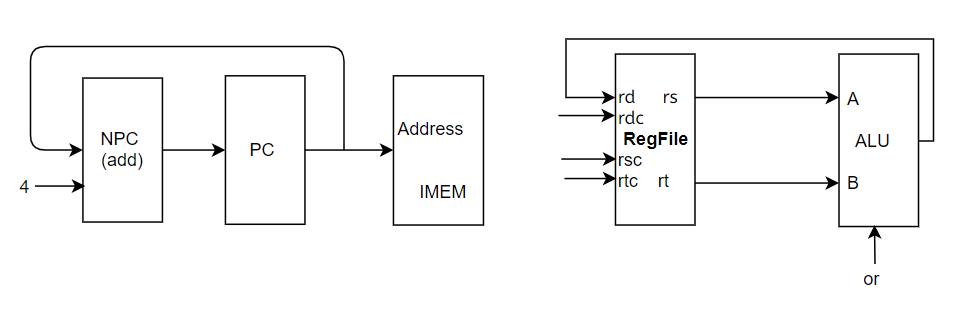 NPC
(add)
4
PC
Address
IMEM
rd rs
rdc
RegFile
rsc
rtc rt
A
ALU
B
or